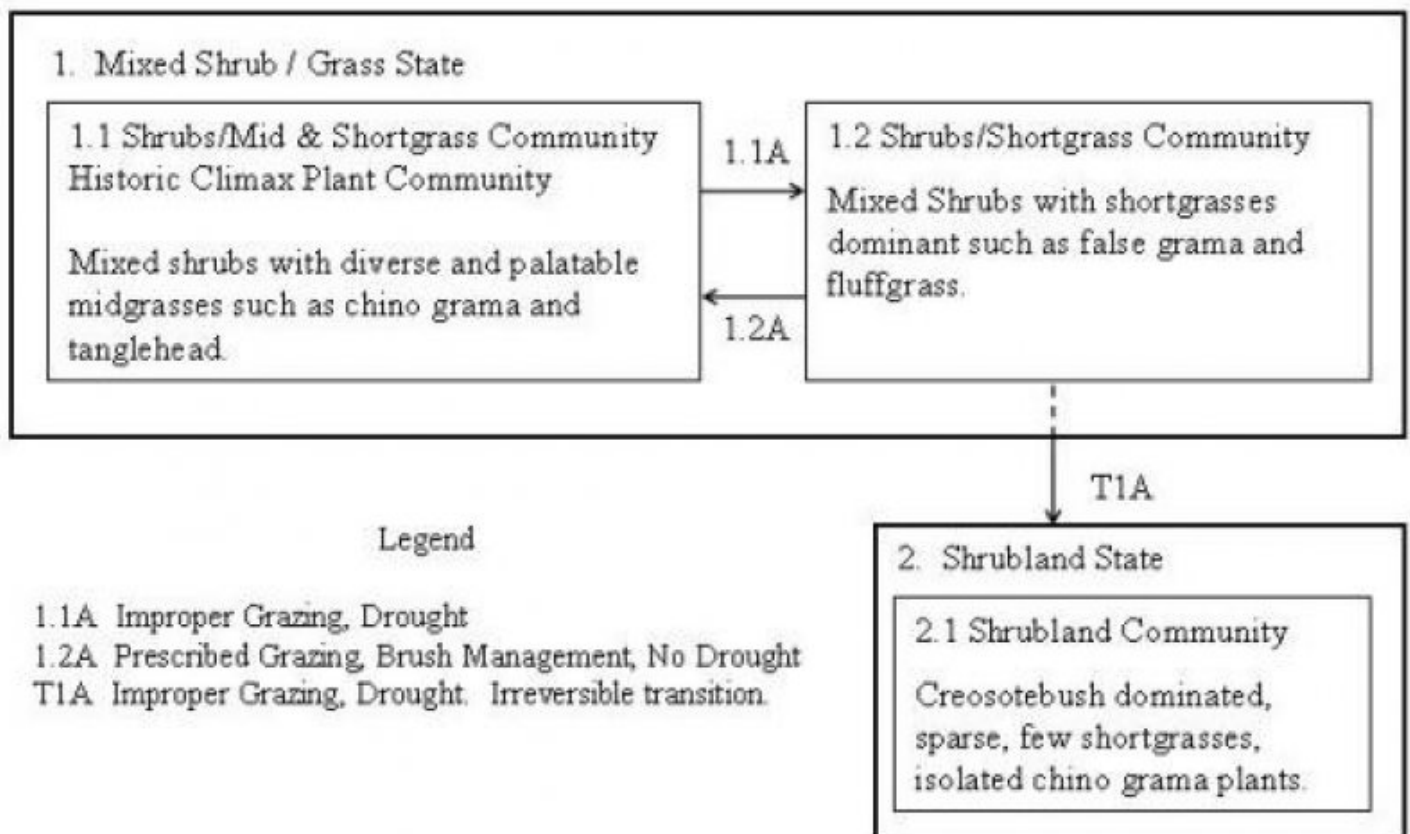 1. Mixed Shrub / Grass State
1.1 Shrubs/Mid & Shortgrass Community
Historic Climax Plant Community
Mixed shrubs with diverse and palatable
midgrasses such as chino grama and
tanglehead.
1.1A
1.2A
1.2 Shrubs/Shortgrass Community
Mixed Shrubs with shortgrasses
dominant such as false grama and
fluffgrass.
T1A
Legend
1.1A Improper Grazing, Drought
1.2A Prescribed Grazing, Brush Management, No Drought
T1A Improper Grazing, Drought. Irreversible transition.
2. Shrubland State
2.1 Shrubland Community
Creosotebush dominated,
sparse, few shortgrasses,
isolated chino grama plants.